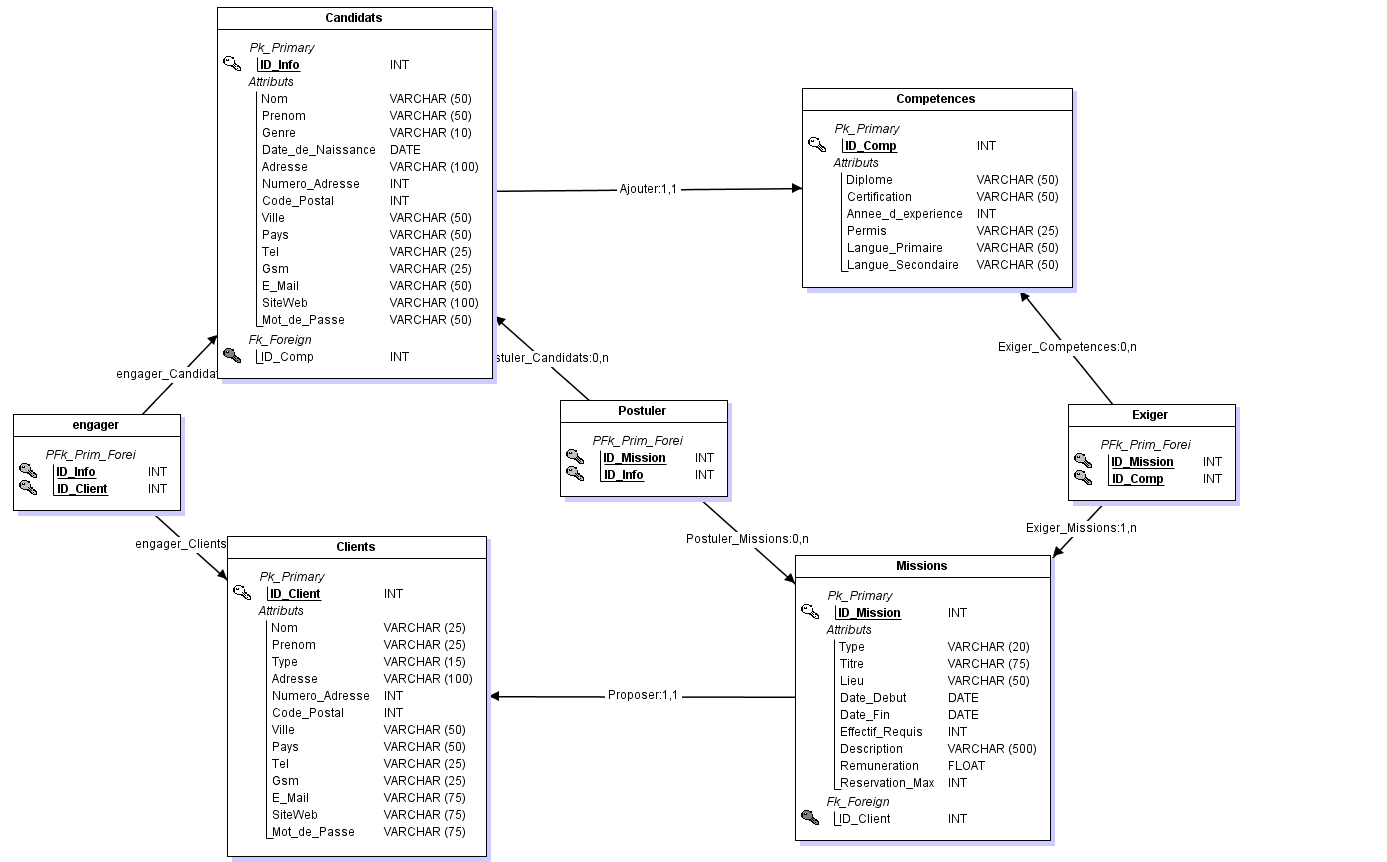 Candidats
Pk_Primary
ID_Info INT
Attributs
Nom VARCHAR (50)
Prenom VARCHAR (50)
Genre VARCHAR (10)
Date_de_Naissance DATE
Adresse VARCHAR (100)
Numero_Adresse INT
Code_Postal INT
Ville VARCHAR (50)
Pays VARCHAR (50)
Tel VARCHAR (25)
Gsm VARCHAR (25)
E_Mail VARCHAR (50)
SiteWeb VARCHAR (100)
Mot_de_Passe VARCHAR (50)
Fk_Foreign
ID_Comp INT
Ajouter:1,1
Competences
Pk_Primary
ID_Comp INT
Attributs
Diplome VARCHAR (50)
Certification VARCHAR (50)
Annee_d_experience INT
Permis VARCHAR (25)
Langue_Primaire VARCHAR (50)
Langue_Secondaire VARCHAR (50)
engager_Candidat
stuler_Candidats:0,n
Exiger_Competences:0,n
engager
PFk_Prim_Forei
ID_Info INT
ID_Client INT
Postuler
PFk_Prim_Forei
ID_Mission INT
ID_Info INT
Exiger
PFk_Prim_Forei
ID_Mission INT
ID_Comp INT
engager_Clients
Postuler_Missions:0,n
Exiger_Missions:1,n
Clients
Pk_Primary
ID_Client INT
Attributs
Nom VARCHAR (25)
Prenom VARCHAR (25)
Type VARCHAR (15)
Adresse VARCHAR (100)
Numero_Adresse INT
Code_Postal INT
Ville VARCHAR (50)
Pays VARCHAR (50)
Tel VARCHAR (25)
Gsm VARCHAR (25)
E_Mail VARCHAR (75)
SiteWeb VARCHAR (75)
Mot_de_Passe VARCHAR (75)
Proposer:1,1
Missions
Pk_Primary
ID_Mission INT
Attributs
Type VARCHAR (20)
Titre VARCHAR (75)
Lieu VARCHAR (50)
Date_Debut DATE
Date_Fin DATE
Effectif_Requis INT
Description VARCHAR (500)
Remuneration FLOAT
Reservation_Max INT
Fk_Foreign
ID_Client INT